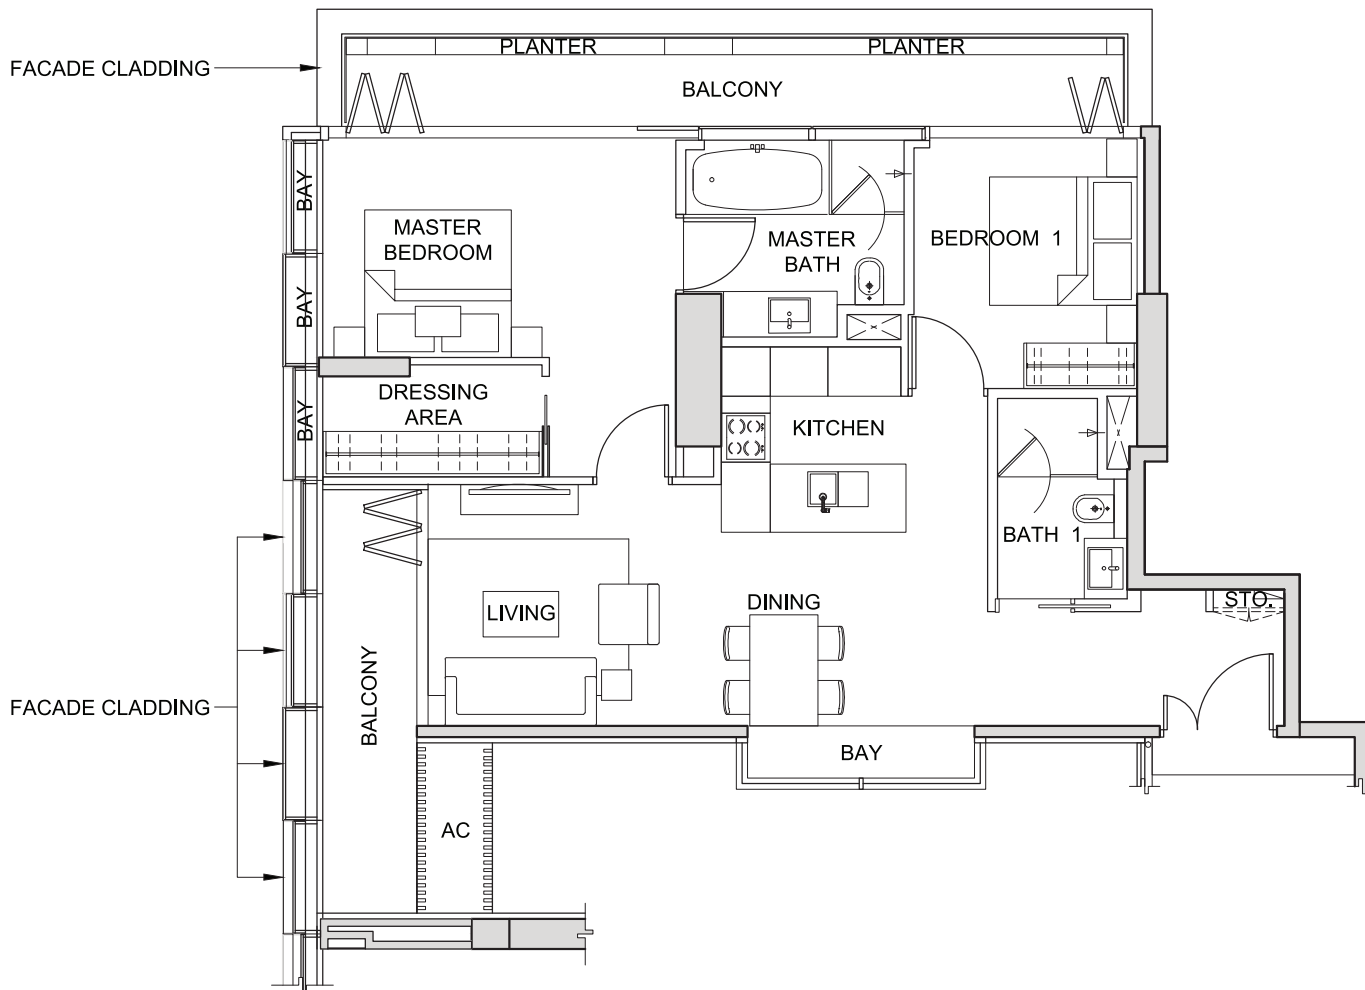 PLANTER
PLANTER
FACADE CLADDING
BALCONY
BAY
MASTER
BEDROOM
MASTER
BATH
BEDROOM 1
BAY
DRESSING
AREA
BAY
KITCHEN
BATH 1
LIVING
DINING
STO.
BALCONY
FACADE CLADDING
BAY
AC